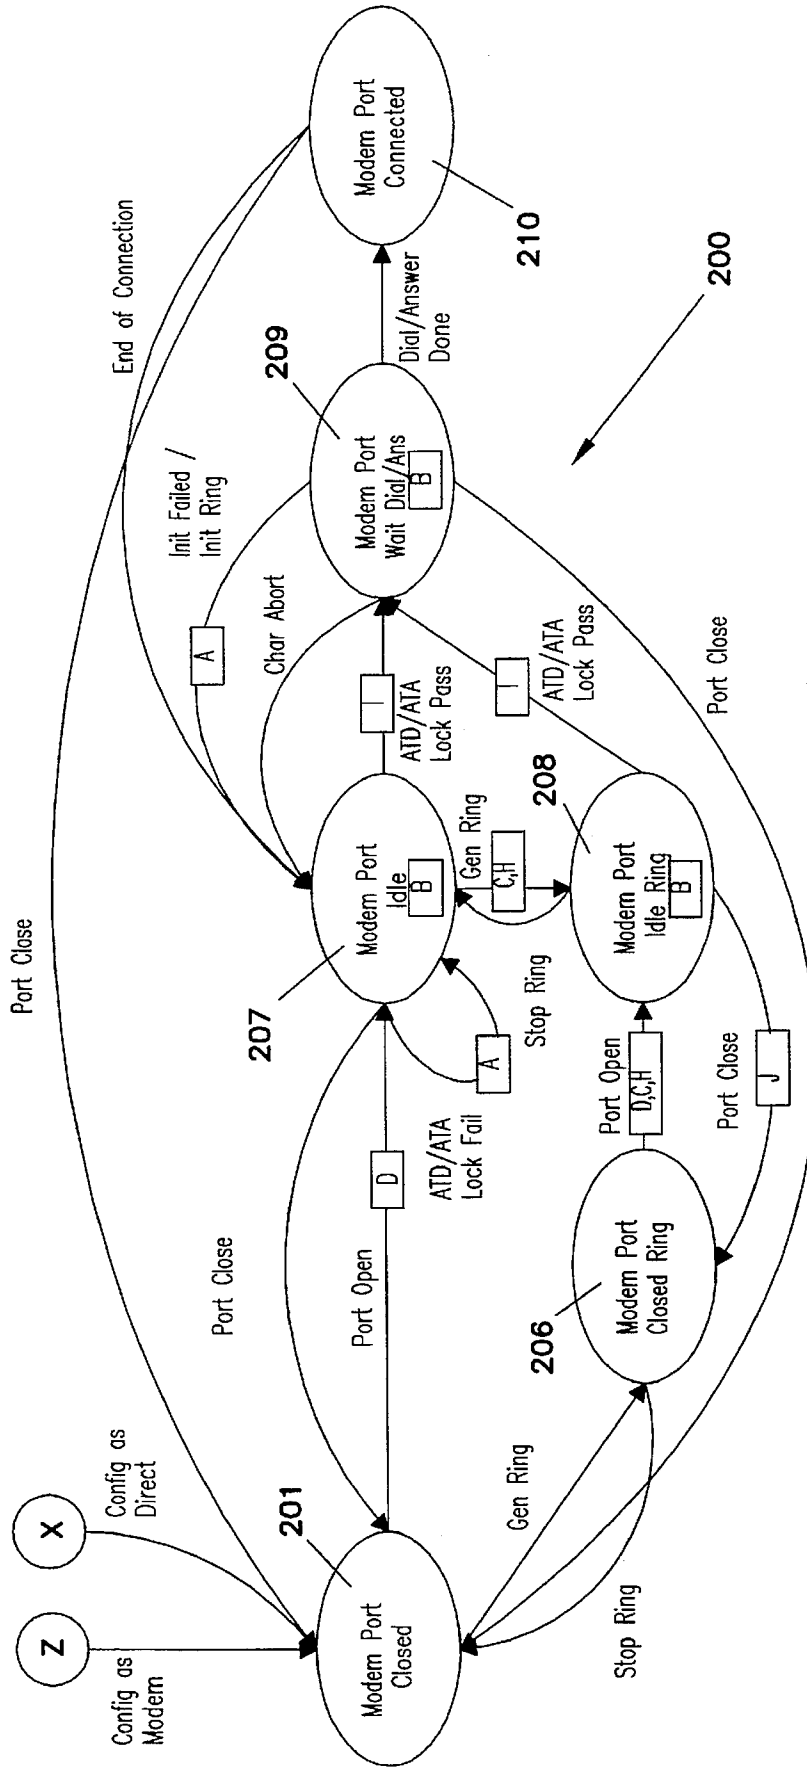 Z
Config as
Modem
X
Config as
Direct
201
Modem Port
Closed
Port Close
End of Connection
Init Failed /
Init Ring
A
Char Abort
Port Close
Port Open
D
ATD/ATA
Lock Fail
A
207
Modem Port
Idle
B
I
ATD/ATA
Lock Pass
209
Modem Port
Wait Dial/Ans
B
Dial/Answer
Done
Modem Port
Connected
210
Gen Ring
C,H
Stop Ring
208
Modem Port
Idle Ring
B
I
ATD/ATA
Lock Pass
Port Close
200
Gen Ring
Stop Ring
206
Modem Port
Closed Ring
Port Open
D,C,H
Port Close
J